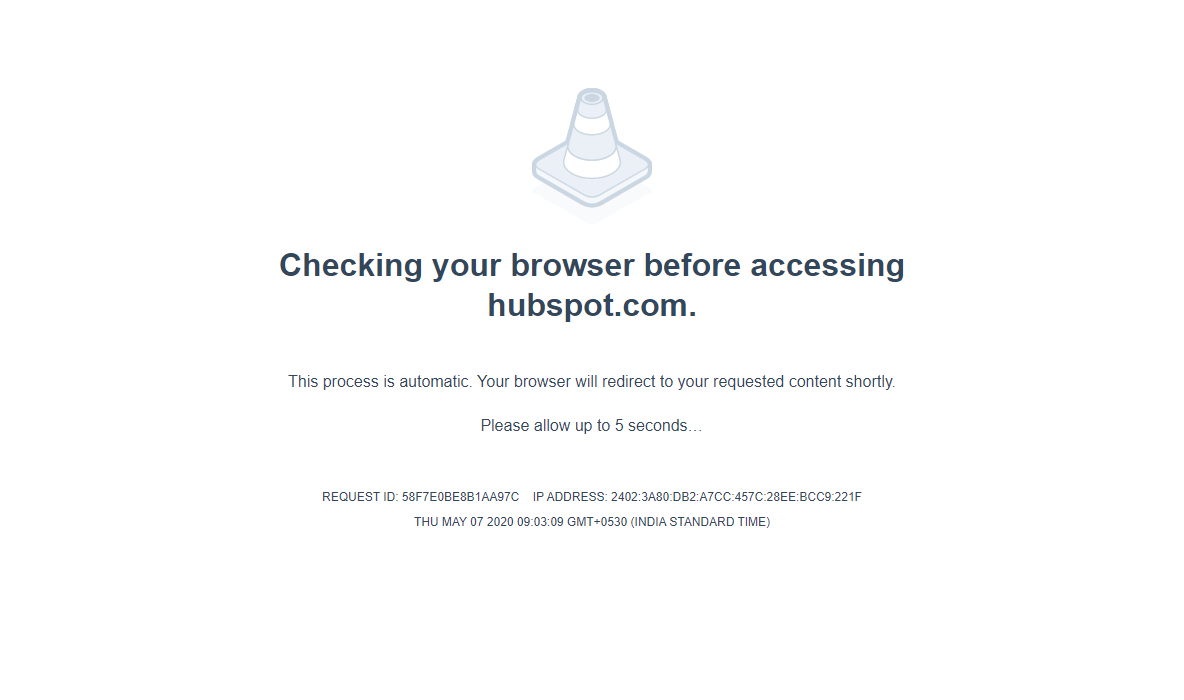 Checking your browser before accessing
hubspot.com.
This process is automatic. Your browser will redirect to your requested content shortly.
Please allow up to 5 seconds…
REQUEST ID: 58F7E0BE8B1AA97C IP ADDRESS: 2402:3A80:DB2:A7CC:457C:28EE:BCC9:221F
THU MAY 07 2020 09:03:09 GMT+0530 (INDIA STANDARD TIME)